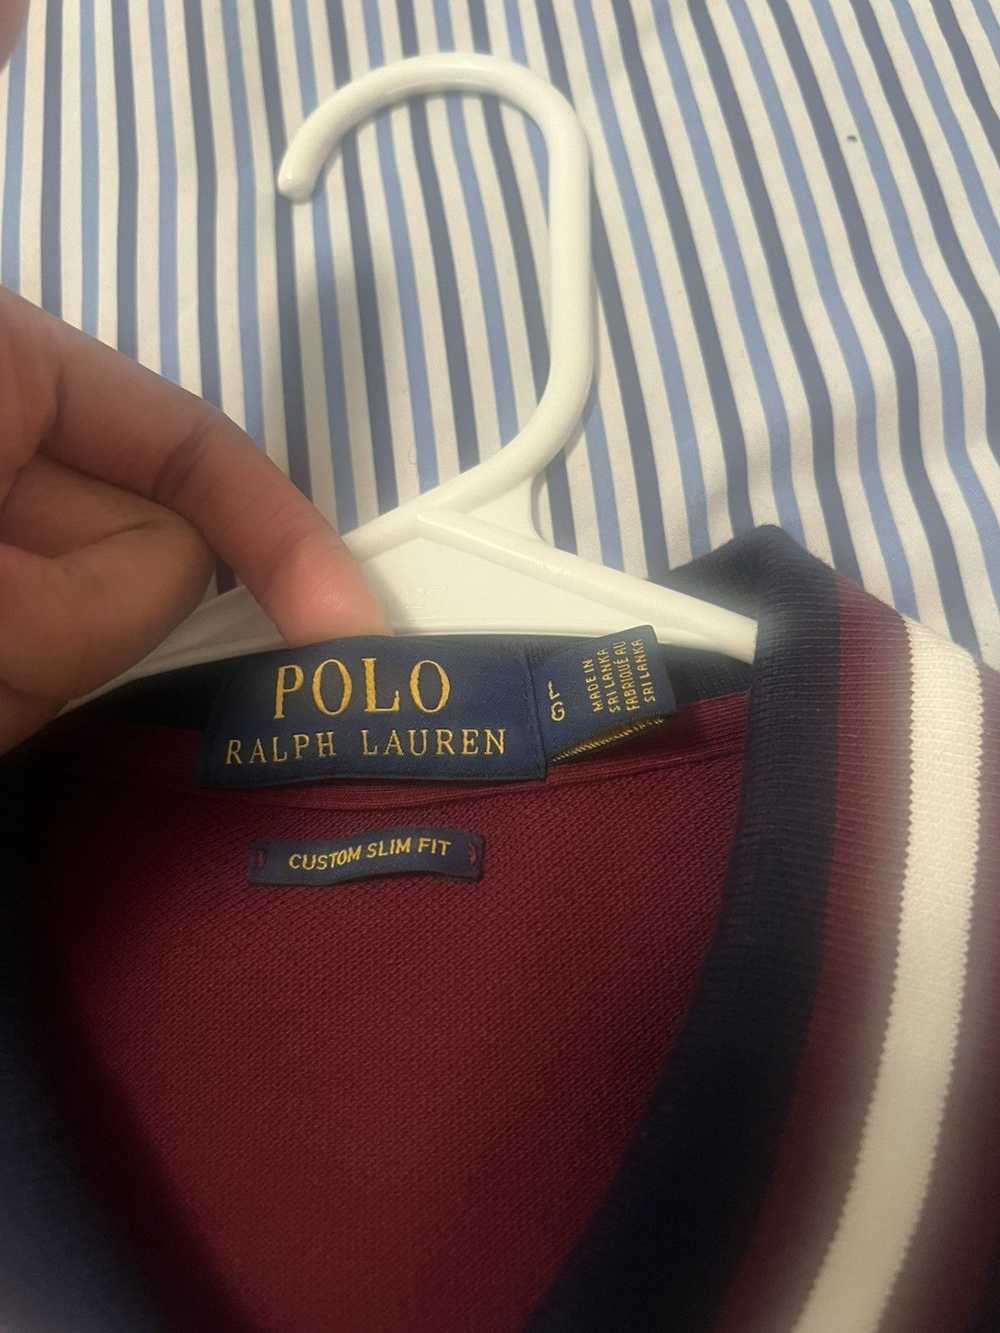 POLO
RALPH LAUREN
L
G
MADE IN
SRI LANKA
FABRIQUÉ AU
SRI LANKA
CUSTOM SLIM FIT